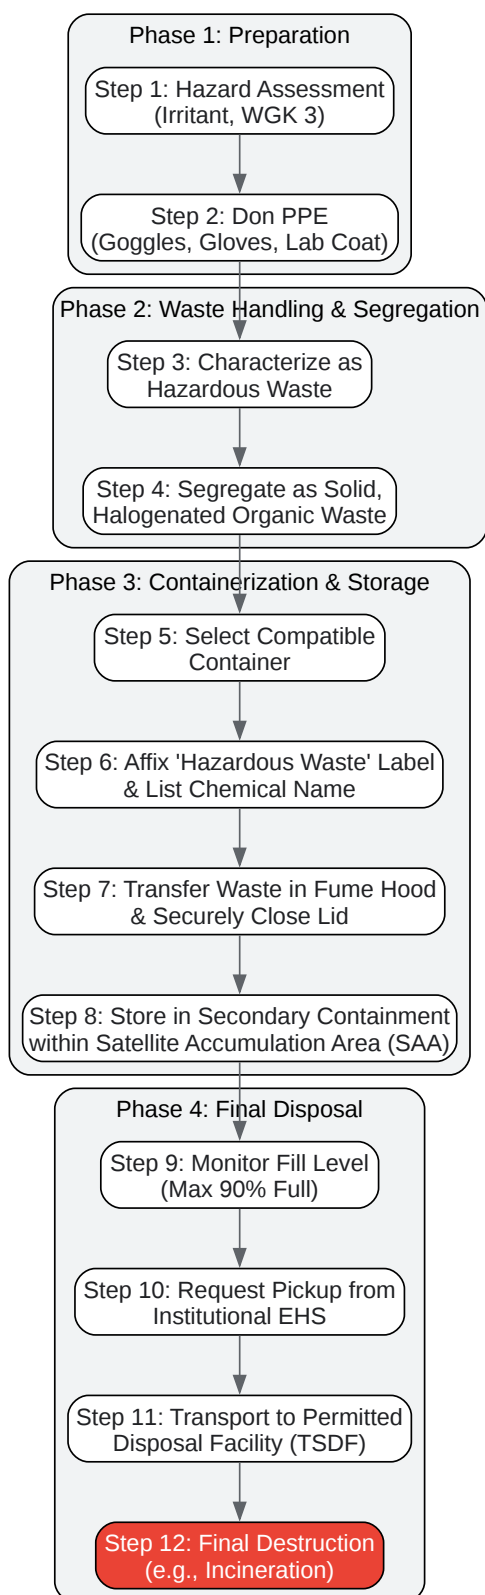 Phase 1: Preparation
Step 1: Hazard Assessment
(Irritant, WGK 3)
Step 2: Don PPE
(Goggles, Gloves, Lab Coat)
Phase 2: Waste Handling & Segregation
Step 3: Characterize as
Hazardous Waste
Step 4: Segregate as Solid,
Halogenated Organic Waste
Phase 3: Containerization & Storage
Step 5: Select Compatible
Container
Step 6: Affix 'Hazardous Waste' Label
& List Chemical Name
Step 7: Transfer Waste in Fume Hood
& Securely Close Lid
Step 8: Store in Secondary Containment
within Satellite Accumulation Area (SAA)
Phase 4: Final Disposal
Step 9: Monitor Fill Level
(Max 90% Full)
Step 10: Request Pickup from
Institutional EHS
Step 11: Transport to Permitted
Disposal Facility (TSDF)
Step 12: Final Destruction
(e.g., Incineration)